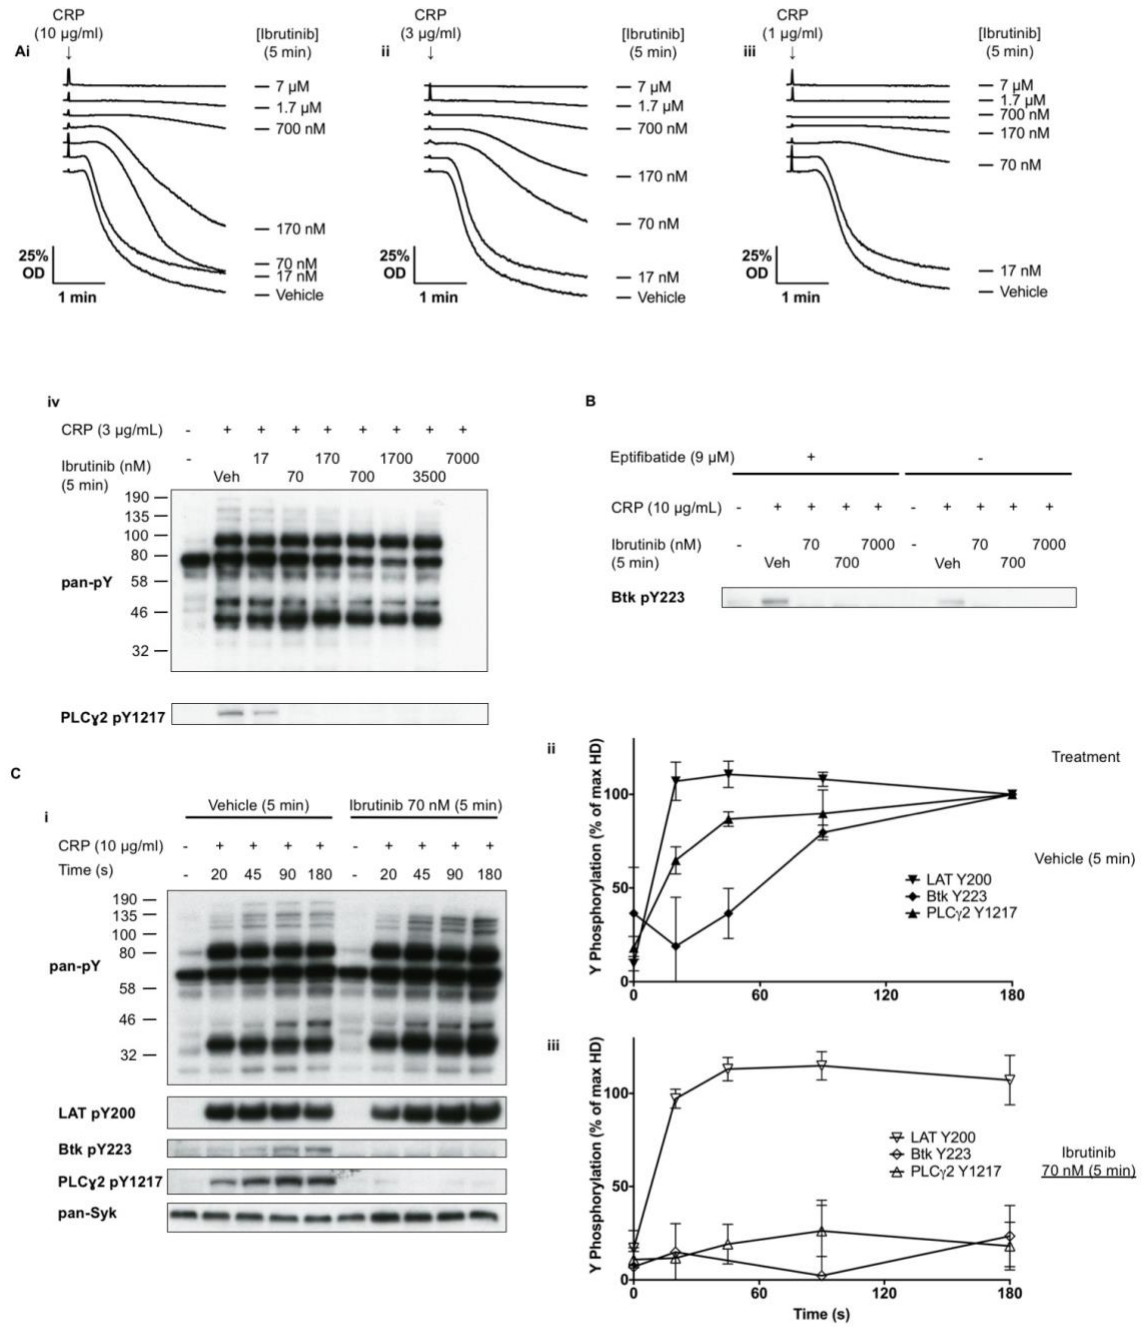 CRP
(10 µg/ml)
[Ibrutinib]
(5 min)
Ai
7 µM
1.7 µM
700 nM
170 nM
70 nM
17 nM
Vehicle
25%
OD
1 min
CRP
(3 µg/ml)
[Ibrutinib]
(5 min)
ii
7 µM
1.7 µM
700 nM
170 nM
70 nM
17 nM
Vehicle
25%
OD
1 min
CRP
(1 µg/ml)
[Ibrutinib]
(5 min)
iii
7 µM
1.7 µM
700 nM
170 nM
70 nM
17 nM
Vehicle
25%
OD
1 min
iv
CRP (3 µg/mL) - + + + + + + + +
Ibrutinib (nM) - 17 170 1700 7000
(5 min) Veh 70 700 3500
190
135
100
80
58
46
32
pan-pY
PLCɣ2 pY1217
B
Eptifibatide (9 µM) + -
CRP (10 µg/mL) - + + + + - + + + +
Ibrutinib (nM) - 70 7000 - 70 7000
(5 min) Veh 700 Veh 700
Btk pY223
C
i
Vehicle (5 min) Ibrutinib 70 nM (5 min)
CRP (10 µg/ml) - + + + + - + + + +
Time (s) - 20 45 90 180 - 20 45 90 180
190
135
100
80
58
46
32
pan-pY
LAT pY200
Btk pY223
PLCɣ2 pY1217
pan-Syk
ii
Y Phosphorylation (% of max HD)
100
50
0
0 60 120 180
LAT Y200
Btk Y223
PLCγ2 Y1217
Treatment
Vehicle (5 min)
iii
Y Phosphorylation (% of max HD)
100
50
0
0 60 120 180
Time (s)
LAT Y200
Btk Y223
PLCγ2 Y1217
Ibrutinib
70 nM (5 min)